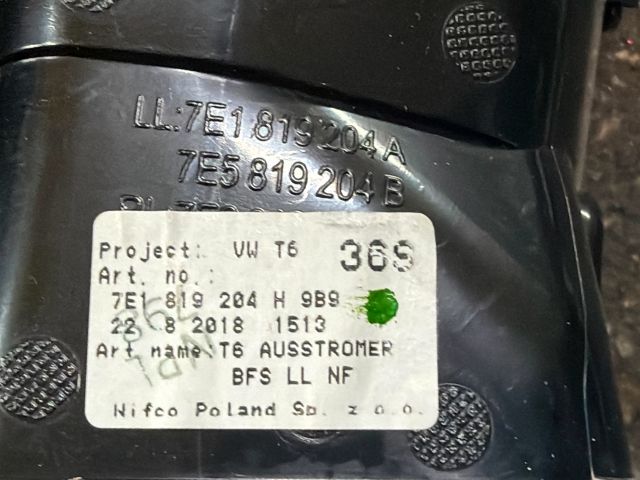 LL:7E1 819 204 A
7E5 819 204 B
Project: VW T6 369
Art. no.:
7E1 819 204 H 9B9
22 8 2018 1513
Art name:T6 AUSSTROMER
BFS LL NF
Nifco Poland Sp. z o.o.